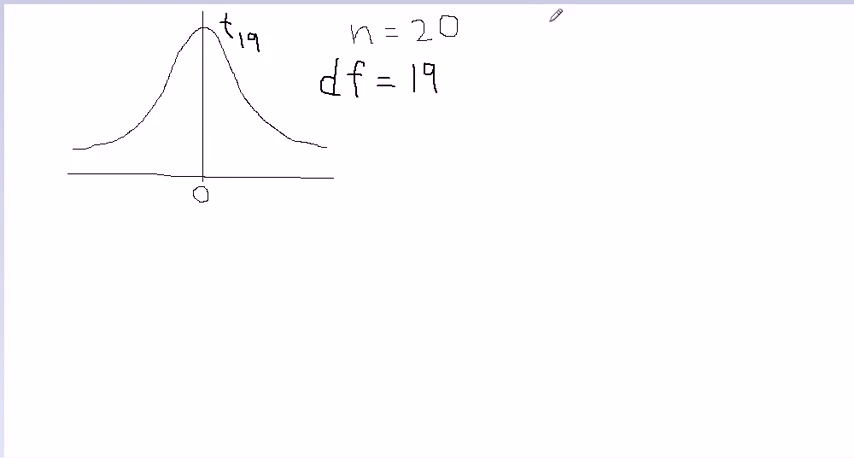 t19
n = 20
df = 19
0